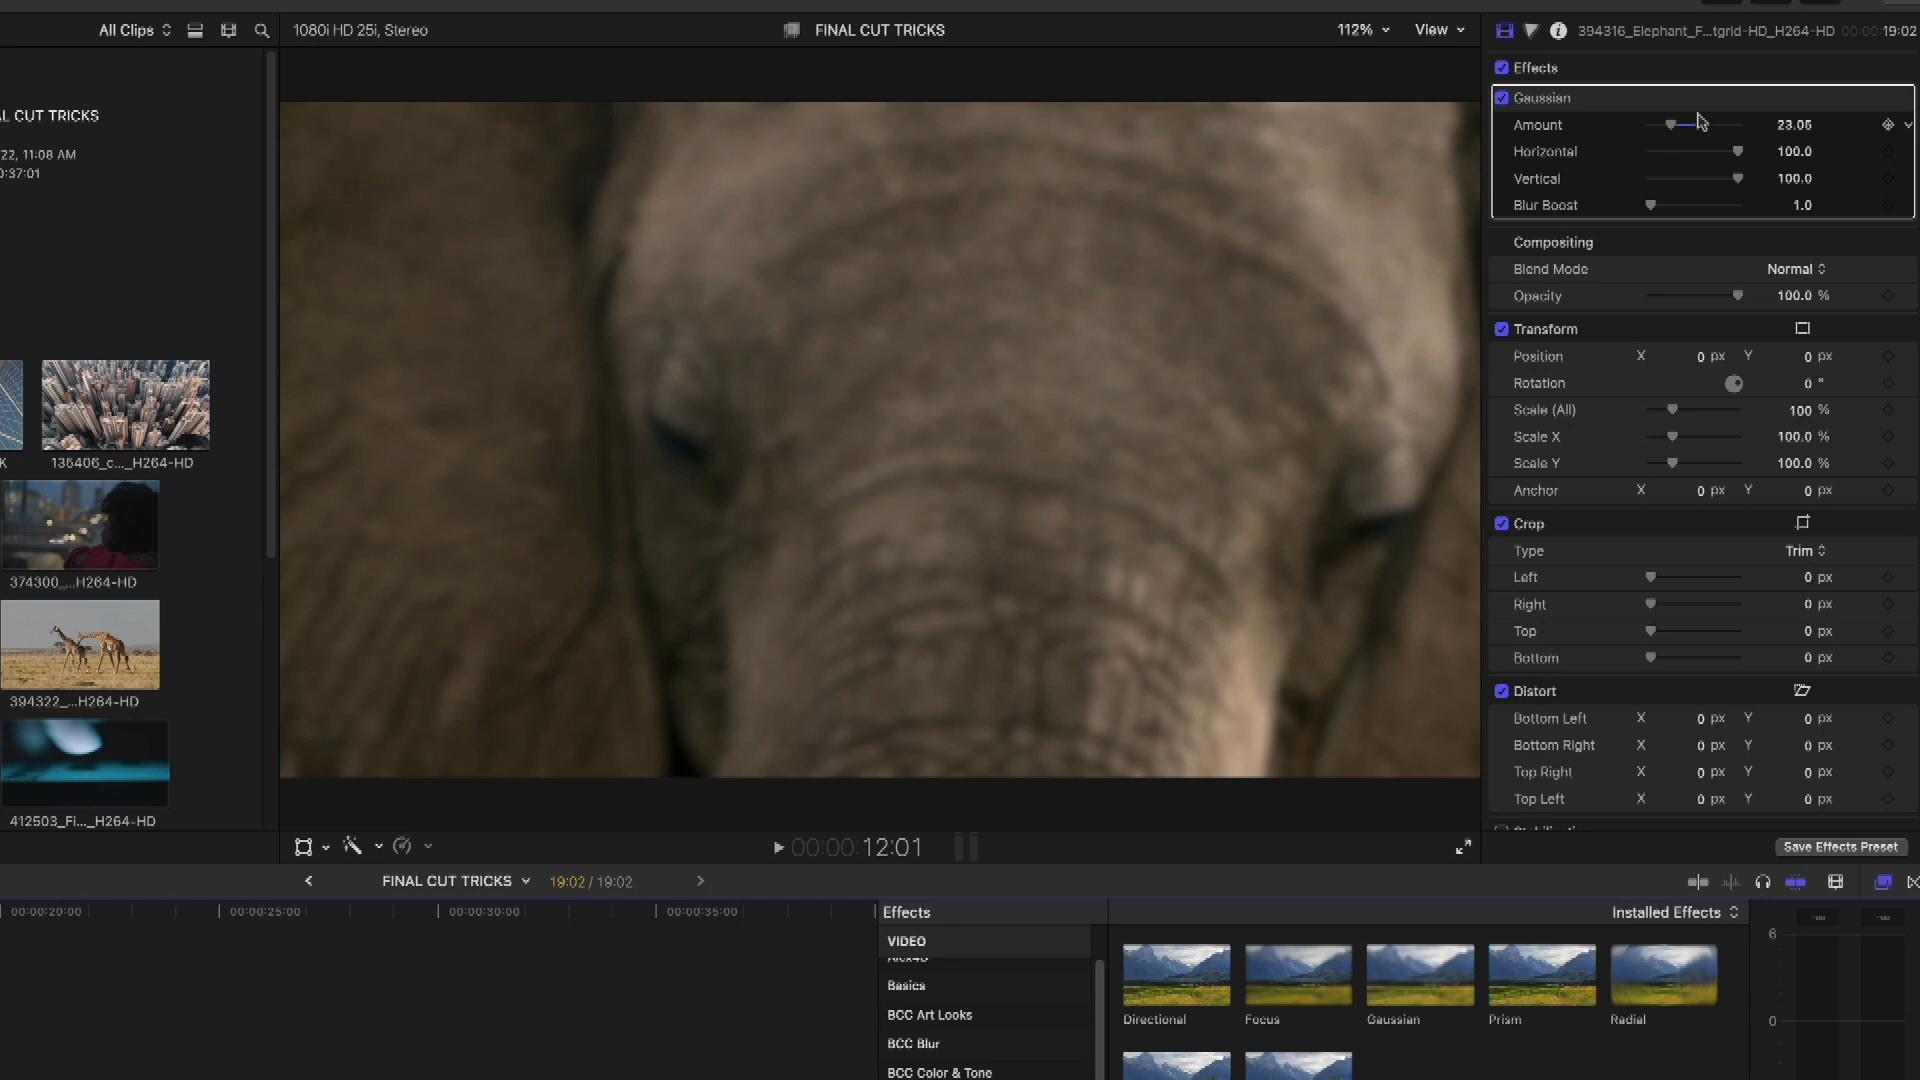 All Clips
1080i HD 25i, Stereo
FINAL CUT TRICKS
112%
View
394316_Elephant_F...tgrid-HD_H264-HD
00:00:19:02
AL CUT TRICKS
22, 11:08 AM
0:37:01
K
136406_c..._H264-HD
374300_...H264-HD
394322_...H264-HD
412503_Fi..._H264-HD
Effects
Gaussian
Amount 23.05
Horizontal 100.0
Vertical 100.0
Blur Boost 1.0
Compositing
Blend Mode Normal
Opacity 100.0 %
Transform
Position X 0 px Y 0 px
Rotation 0 °
Scale (All) 100 %
Scale X 100.0 %
Scale Y 100.0 %
Anchor X 0 px Y 0 px
Crop
Type Trim
Left 0 px
Right 0 px
Top 0 px
Bottom 0 px
Distort
Bottom Left X 0 px Y 0 px
Bottom Right X 0 px Y 0 px
Top Right X 0 px Y 0 px
Top Left X 0 px Y 0 px
Save Effects Preset
00:00:12:01
FINAL CUT TRICKS
19:02 / 19:02
00:00:20:00
00:00:25:00
00:00:30:00
00:00:35:00
Effects
Installed Effects
VIDEO
Basics
BCC Art Looks
BCC Blur
BCC Color & Tone
Directional
Focus
Gaussian
Prism
Radial
6
0